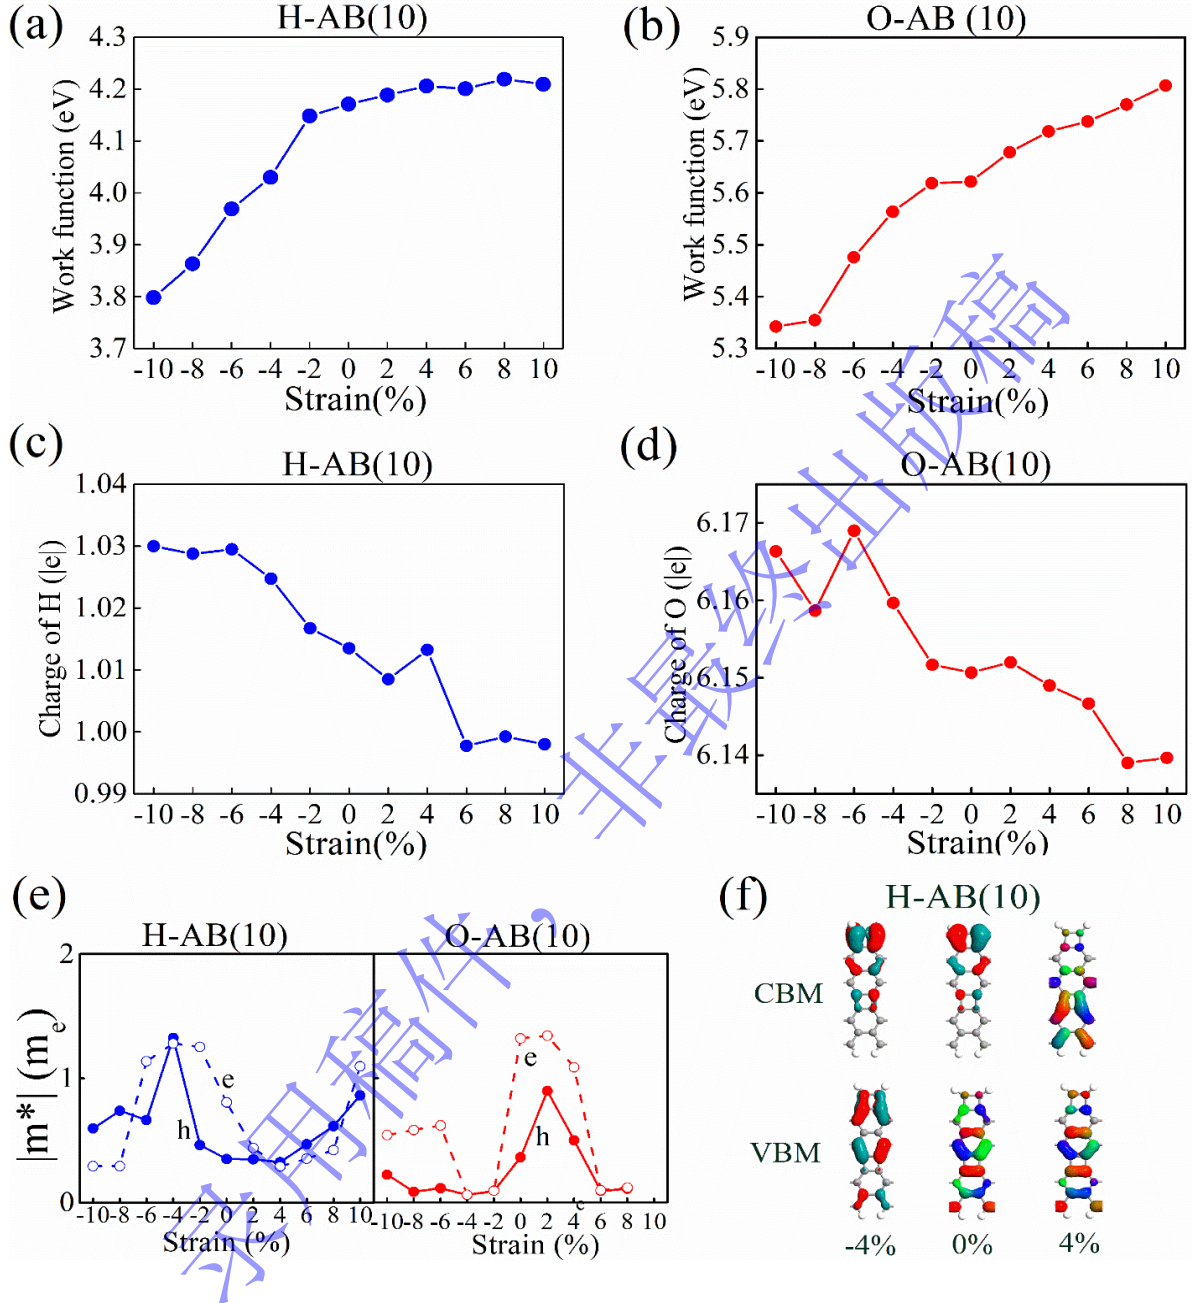 (a)
H-AB(10)
4.3
4.2
4.1
4.0
3.9
3.8
3.7
Work function (eV)
-10 -8 -6 -4 -2 0 2 4 6 8 10
Strain(%)
(b)
O-AB (10)
5.9
5.8
5.7
5.6
5.5
5.4
5.3
Work function (eV)
-10 -8 -6 -4 -2 0 2 4 6 8 10
Strain(%)
(c)
H-AB(10)
1.04
1.03
1.02
1.01
1.00
0.99
Charge of H (|e|)
-10 -8 -6 -4 -2 0 2 4 6 8 10
Strain(%)
(d)
O-AB(10)
6.17
6.16
6.15
6.14
Charge of O (|e|)
-10 -8 -6 -4 -2 0 2 4 6 8 10
Strain(%)
(e)
H-AB(10)
O-AB(10)
2
1
0
|m*| (mₑ)
e
h
e
h
-10 -8 -6 -4 -2 0 2 4 6 8 10
Strain (%)
-10 -8 -6 -4 -2 0 2 4 6 8 10
Strain (%)
(f)
H-AB(10)
CBM
VBM
-4% 0% 4%
录用稿件，非最终出版稿